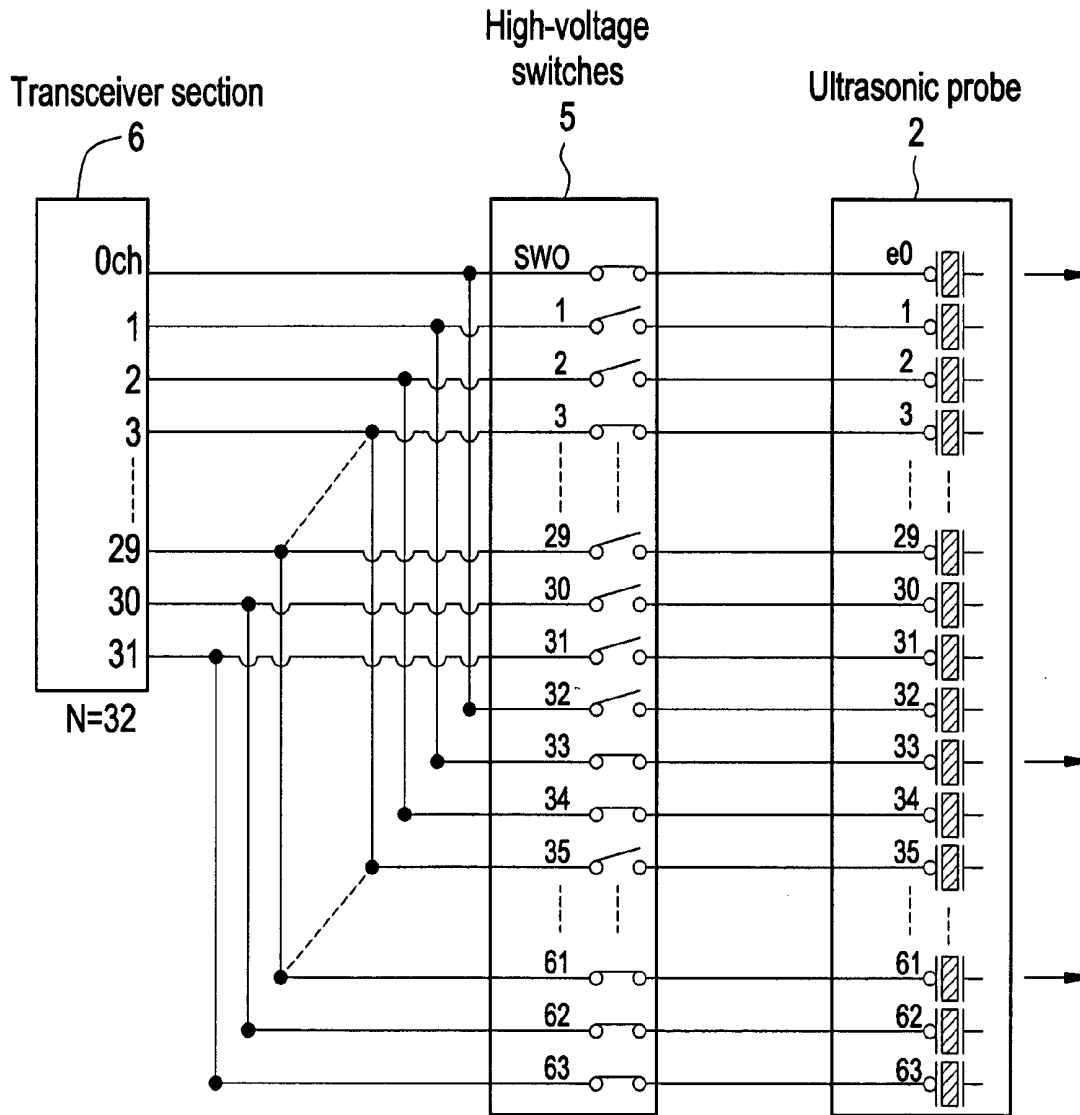 High-voltage
switches
5
Transceiver section
6
Ultrasonic probe
2
0ch SWO e0
1 1 1
2 2 2
3 3 3
29 29 29
30 30 30
31 31 31
N=32 32 32
33 33
34 34
35 35
61 61
62 62
63 63